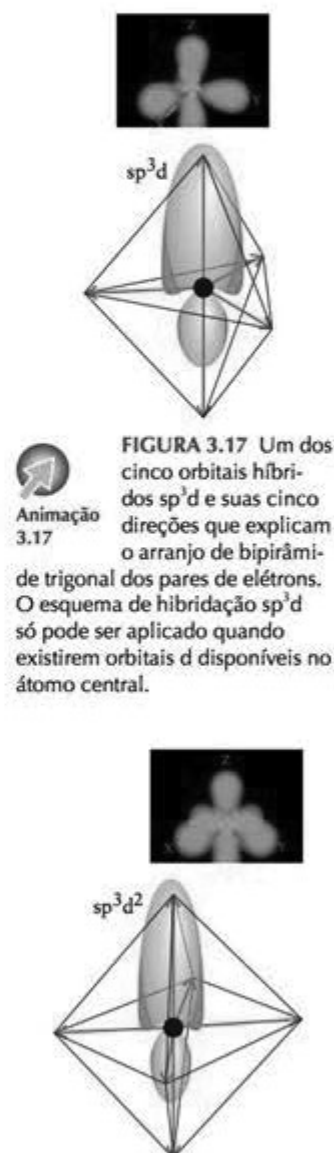 Z
Y
sp³d
Animação
3.17
FIGURA 3.17 Um dos
cinco orbitais híbri-
dos sp³d e suas cinco
direções que explicam
o arranjo de bipirâmi-
de trigonal dos pares de elétrons.
O esquema de hibridação sp³d
só pode ser aplicado quando
existirem orbitais d disponíveis no
átomo central.
Z
X
Y
sp³d²